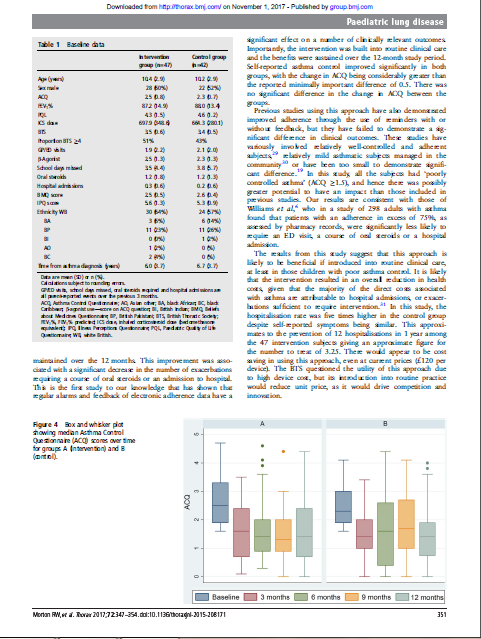 Downloaded from http://thorax.bmj.com/ on November 1, 2017 - Published by group.bmj.com
Paediatric lung disease
Table 1 Baseline data
Intervention group (n=47) Control group (n=42)
Age (years) 10.4 (2.9) 10.2 (2.9)
Sex male 28 (60%) 22 (52%)
ACQ 2.5 (0.8) 2.3 (0.7)
FEV₁% 87.2 (14.9) 88.0 (13.4)
PQL 4.3 (1.5) 4.6 (1.2)
ICS dose 697.9 (348.6) 664.3 (280.1)
BTS 3.5 (0.6) 3.4 (0.5)
Proportion BTS ≥4 51% 43%
GP/ED visits 1.9 (2.2) 2.1 (2.0)
β-Agonist 2.5 (1.3) 2.3 (1.3)
School days missed 3.5 (4.4) 3.8 (5.7)
Oral steroids 1.2 (1.8) 1.2 (1.3)
Hospital admissions 0.3 (0.6) 0.2 (0.6)
BMQ score 2.5 (0.5) 2.6 (0.4)
IPQ score 5.6 (1.3) 5.3 (0.9)
Ethnicity WB 30 (64%) 24 (57%)
BA 3 (6%) 6 (14%)
BP 11 (23%) 11 (26%)
BI 0 (0%) 1 (2%)
AO 1 (2%) 0 (%)
BC 2 (4%) 0 (%)
Time from asthma diagnosis (years) 6.0 (3.7) 6.7 (3.7)
Data are mean (SD) or n (%).
Calculations subject to rounding errors.
GP/ED visits, school days missed, oral steroids required and hospital admissions are
all parent-reported events over the previous 3 months.
ACQ, Asthma Control Questionnaire; AO, Asian other; BA, black African; BC, black
Caribbean; β-agonist use—score on ACQ question; BI, British Indian; BMQ, Beliefs
about Medicines Questionnaire; BP, British Pakistani; BTS, British Thoracic Society;
FEV₁%, FEV₁% predicted; ICS dose, inhaled corticosteroid dose (beclometasone
equivalent); IPQ, Illness Perceptions Questionnaire; PQL, Paediatric Quality of Life
Questionnaire; WB, white British.
maintained over the 12 months. This improvement was asso-
ciated with a significant decrease in the number of exacerbations
requiring a course of oral steroids or an admission to hospital.
This is the first study to our knowledge that has shown that
regular alarms and feedback of electronic adherence data have a
significant effect on a number of clinically relevant outcomes.
Importantly, the intervention was built into routine clinical care
and the benefits were sustained over the 12-month study period.
Self-reported asthma control improved significantly in both
groups, with the change in ACQ being considerably greater than
the reported minimally important difference of 0.5. There was
no significant difference in the change in ACQ between the
groups.
Previous studies using this approach have also demonstrated
improved adherence through the use of reminders with or
without feedback, but they have failed to demonstrate a sig-
nificant difference in clinical outcomes. These studies have
variously involved relatively well-controlled and adherent
subjects,²⁹ relatively mild asthmatic subjects managed in the
community³⁰ or have been too small to demonstrate signifi-
cant difference.¹⁹ In this study, all the subjects had ‘poorly
controlled asthma’ (ACQ ≥1.5), and hence there was possibly
greater potential to have an impact than those included in
previous studies. Our results are consistent with those of
Williams et al,⁶ who in a study of 298 adults with asthma
found that patients with an adherence in excess of 75%, as
assessed by pharmacy records, were significantly less likely to
require an ED visit, a course of oral steroids or a hospital
admission.
The results from this study suggest that this approach is
likely to be beneficial if introduced into routine clinical care,
at least in those children with poor asthma control. It is likely
that the intervention resulted in an overall reduction in health
costs, given that the majority of the direct costs associated
with asthma are attributable to hospital admissions, or exacer-
bations sufficient to require intervention.³¹ In this study, the
hospitalisation rate was five times higher in the control group
despite self-reported symptoms being similar. This approxi-
mates to the prevention of 12 hospitalisations in 1 year among
the 47 intervention subjects giving an approximate figure for
the number to treat of 3.25. There would appear to be cost
saving in using this approach, even at current prices (£120 per
device). The BTS questioned the utility of this approach due
to high device cost, but its introduction into routine practice
would reduce unit price, as it would drive competition and
innovation.
Figure 4 Box and whisker plot
showing median Asthma Control
Questionnaire (ACQ) scores over time
for groups A (intervention) and B
(control).
A B
ACQ
5
4
3
2
1
0
Baseline 3 months 6 months 9 months 12 months
Morton RW, et al. Thorax 2017;72:347–354. doi:10.1136/thoraxjnl-2015-208171 351